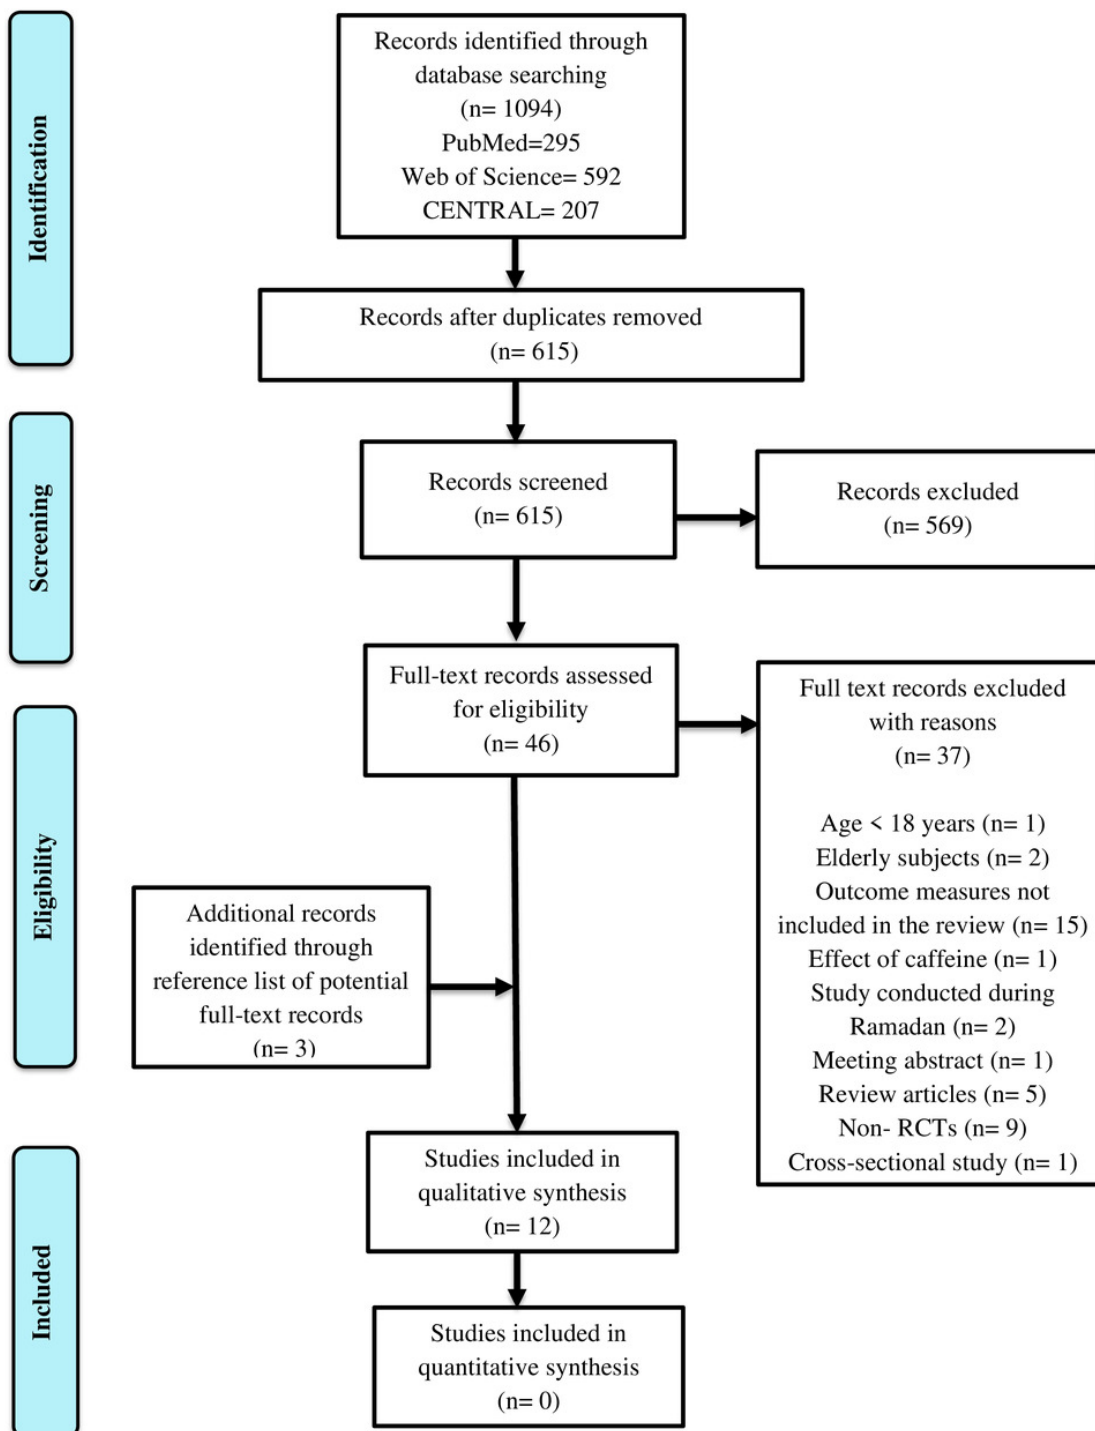 Identification
Records identified through
database searching
(n= 1094)
PubMed=295
Web of Science= 592
CENTRAL= 207
Records after duplicates removed
(n= 615)
Screening
Records screened
(n= 615)
Records excluded
(n= 569)
Eligibility
Full-text records assessed
for eligibility
(n= 46)
Full text records excluded
with reasons
(n= 37)
Age < 18 years (n= 1)
Elderly subjects (n= 2)
Outcome measures not
included in the review (n= 15)
Effect of caffeine (n= 1)
Study conducted during
Ramadan (n= 2)
Meeting abstract (n= 1)
Review articles (n= 5)
Non- RCTs (n= 9)
Cross-sectional study (n= 1)
Additional records
identified through
reference list of potential
full-text records
(n= 3)
Included
Studies included in
qualitative synthesis
(n= 12)
Studies included in
quantitative synthesis
(n= 0)